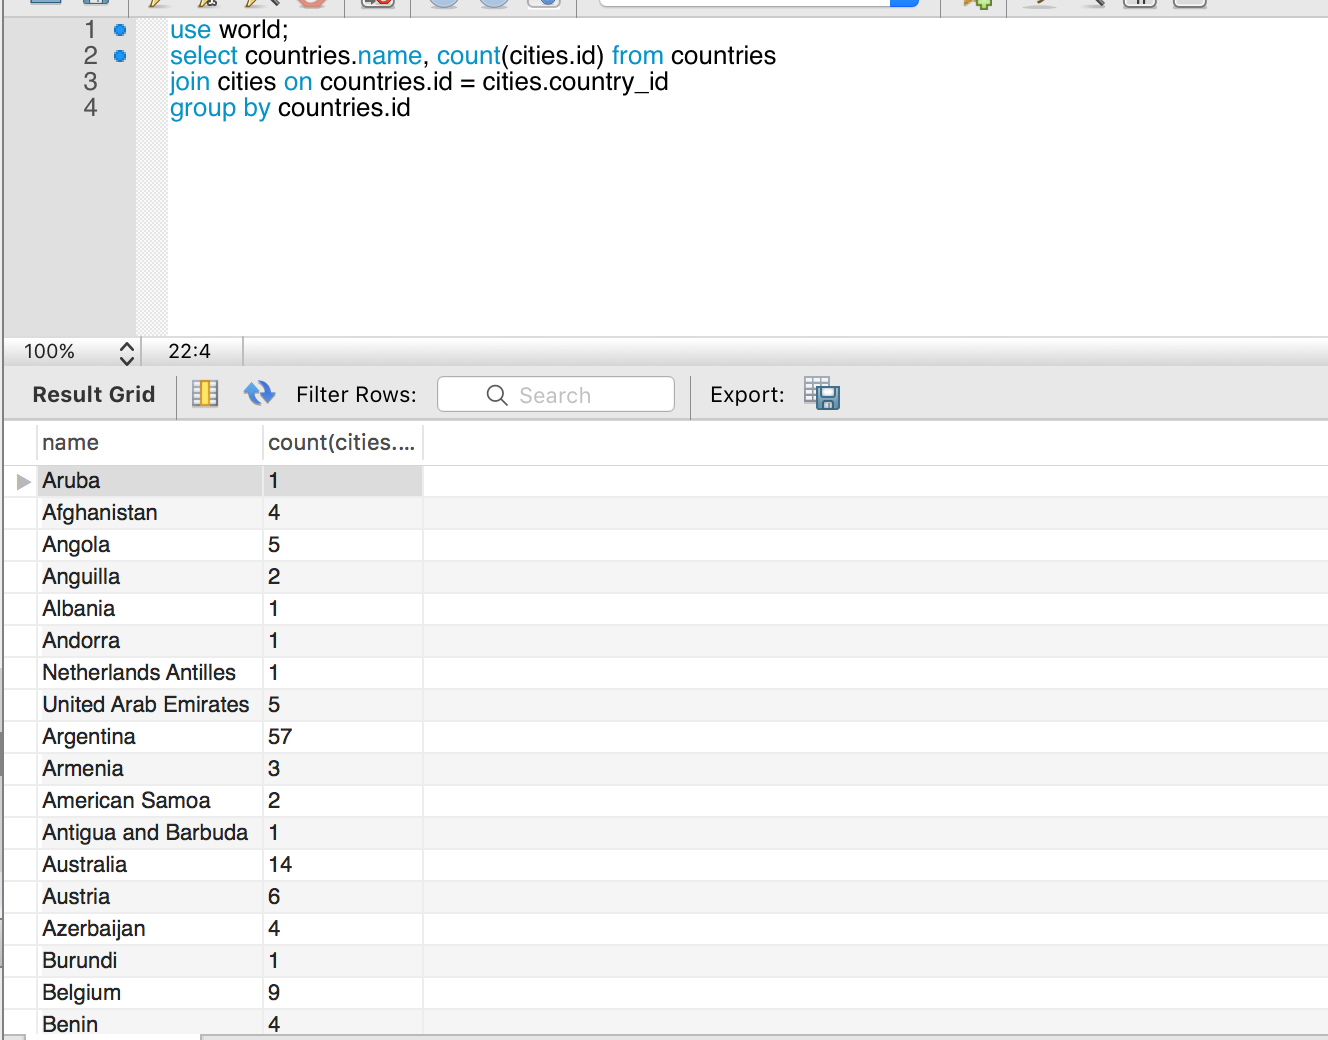 1 use world;
2 select countries.name, count(cities.id) from countries
3 join cities on countries.id = cities.country_id
4 group by countries.id
100% 22:4
Result Grid Filter Rows: Search Export:
name count(cities....
Aruba 1
Afghanistan 4
Angola 5
Anguilla 2
Albania 1
Andorra 1
Netherlands Antilles 1
United Arab Emirates 5
Argentina 57
Armenia 3
American Samoa 2
Antigua and Barbuda 1
Australia 14
Austria 6
Azerbaijan 4
Burundi 1
Belgium 9
Benin 4